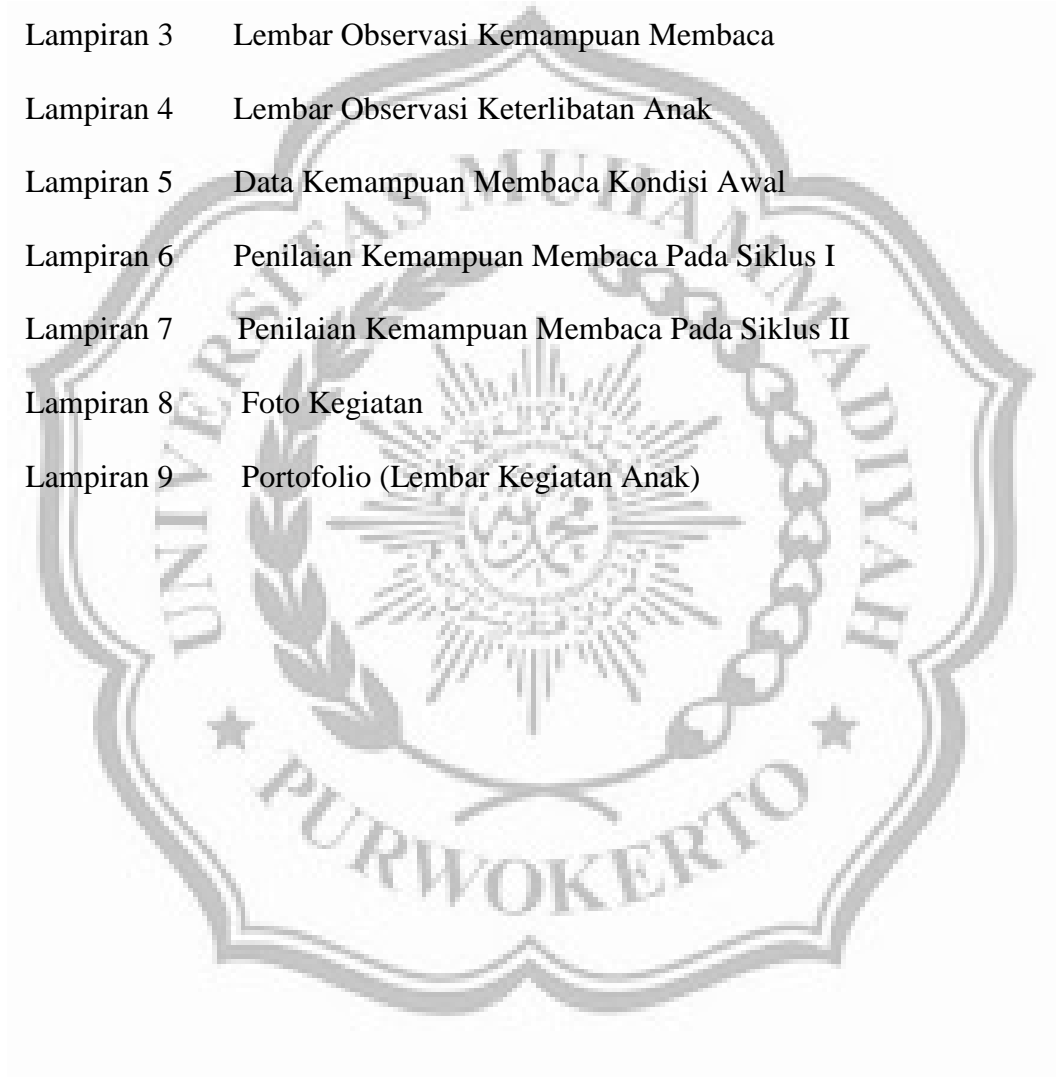 Lampiran 3 Lembar Observasi Kemampuan Membaca
Lampiran 4 Lembar Observasi Keterlibatan Anak
Lampiran 5 Data Kemampuan Membaca Kondisi Awal
Lampiran 6 Penilaian Kemampuan Membaca Pada Siklus I
Lampiran 7 Penilaian Kemampuan Membaca Pada Siklus II
Lampiran 8 Foto Kegiatan
Lampiran 9 Portofolio (Lembar Kegiatan Anak)
UNIVERSITAS MUHAMMADIYAH
PURWOKERTO